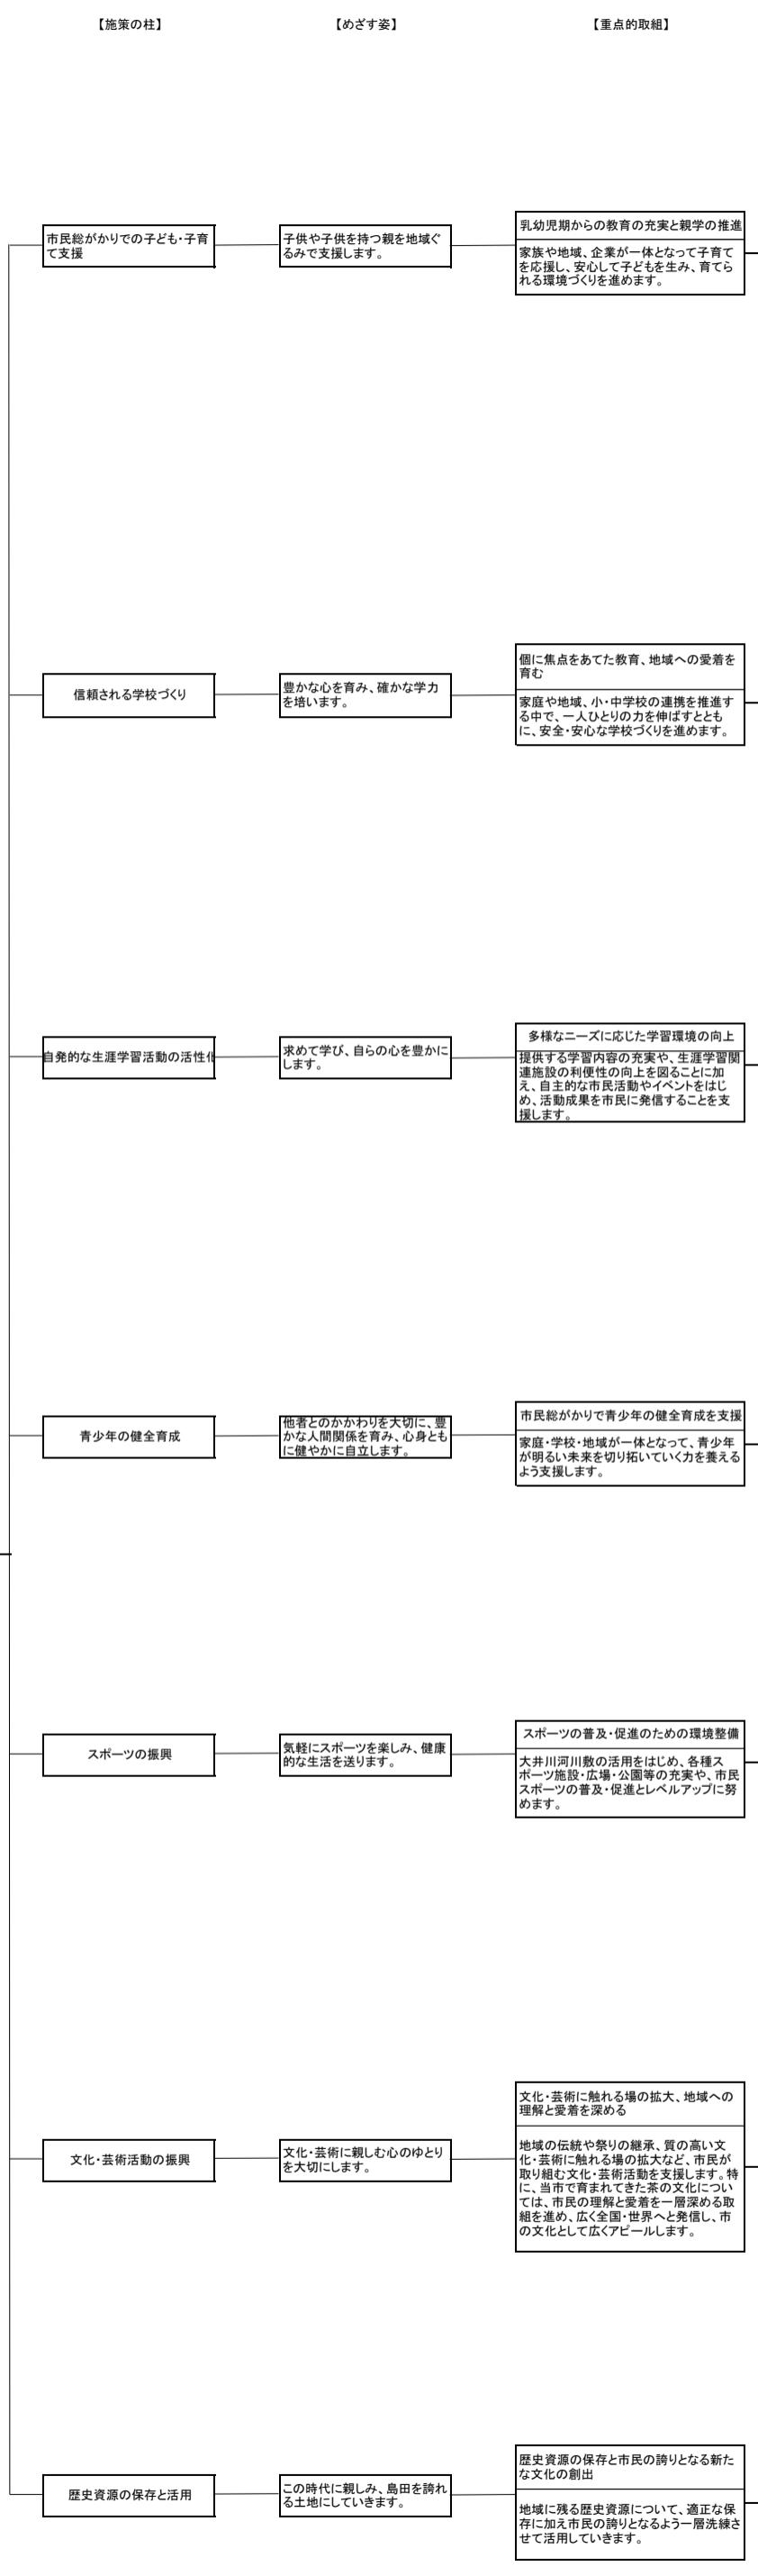 【施策の柱】 【めざす姿】 【重点的取組】
市民総がかりでの子ども・子育
て支援
子供や子供を持つ親を地域ぐ
るみで支援します。
乳幼児期からの教育の充実と親学の推進
家族や地域、企業が一体となって子育て
を応援し、安心して子どもを生み、育てら
れる環境づくりを進めます。
信頼される学校づくり
豊かな心を育み、確かな学力
を培います。
個に焦点をあてた教育、地域への愛着を
育む
家庭や地域、小・中学校の連携を推進す
る中で、一人ひとりの力を伸ばすととも
に、安全・安心な学校づくりを進めます。
自発的な生涯学習活動の活性化
求めて学び、自らの心を豊かに
します。
多様なニーズに応じた学習環境の向上
提供する学習内容の充実や、生涯学習関
連施設の利便性の向上を図ることに加
え、自主的な市民活動やイベントをはじ
め、活動成果を市民に発信することを支
援します。
青少年の健全育成
他者とのかかわりを大切に、豊
かな人間関係を育み、心身とも
に健やかに自立します。
市民総がかりで青少年の健全育成を支援
家庭・学校・地域が一体となって、青少年
が明るい未来を切り拓いていく力を養える
よう支援します。
スポーツの振興
気軽にスポーツを楽しみ、健康
的な生活を送ります。
スポーツの普及・促進のための環境整備
大井川河川敷の活用をはじめ、各種ス
ポーツ施設・広場・公園等の充実や、市民
スポーツの普及・促進とレベルアップに努
めます。
文化・芸術活動の振興
文化・芸術に親しむ心のゆとり
を大切にします。
文化・芸術に触れる場の拡大、地域への
理解と愛着を深める
地域の伝統や祭りの継承、質の高い文
化・芸術に触れる場の拡大など、市民が
取り組む文化・芸術活動を支援します。特
に、当市で育まれてきた茶の文化につい
ては、市民の理解と愛着を一層深める取
組を進め、広く全国・世界へと発信し、市
の文化として広くアピールします。
歴史資源の保存と活用
この時代に親しみ、島田を誇れ
る土地にしていきます。
歴史資源の保存と市民の誇りとなる新た
な文化の創出
地域に残る歴史資源について、適正な保
存に加え市民の誇りとなるよう一層洗練さ
せて活用していきます。